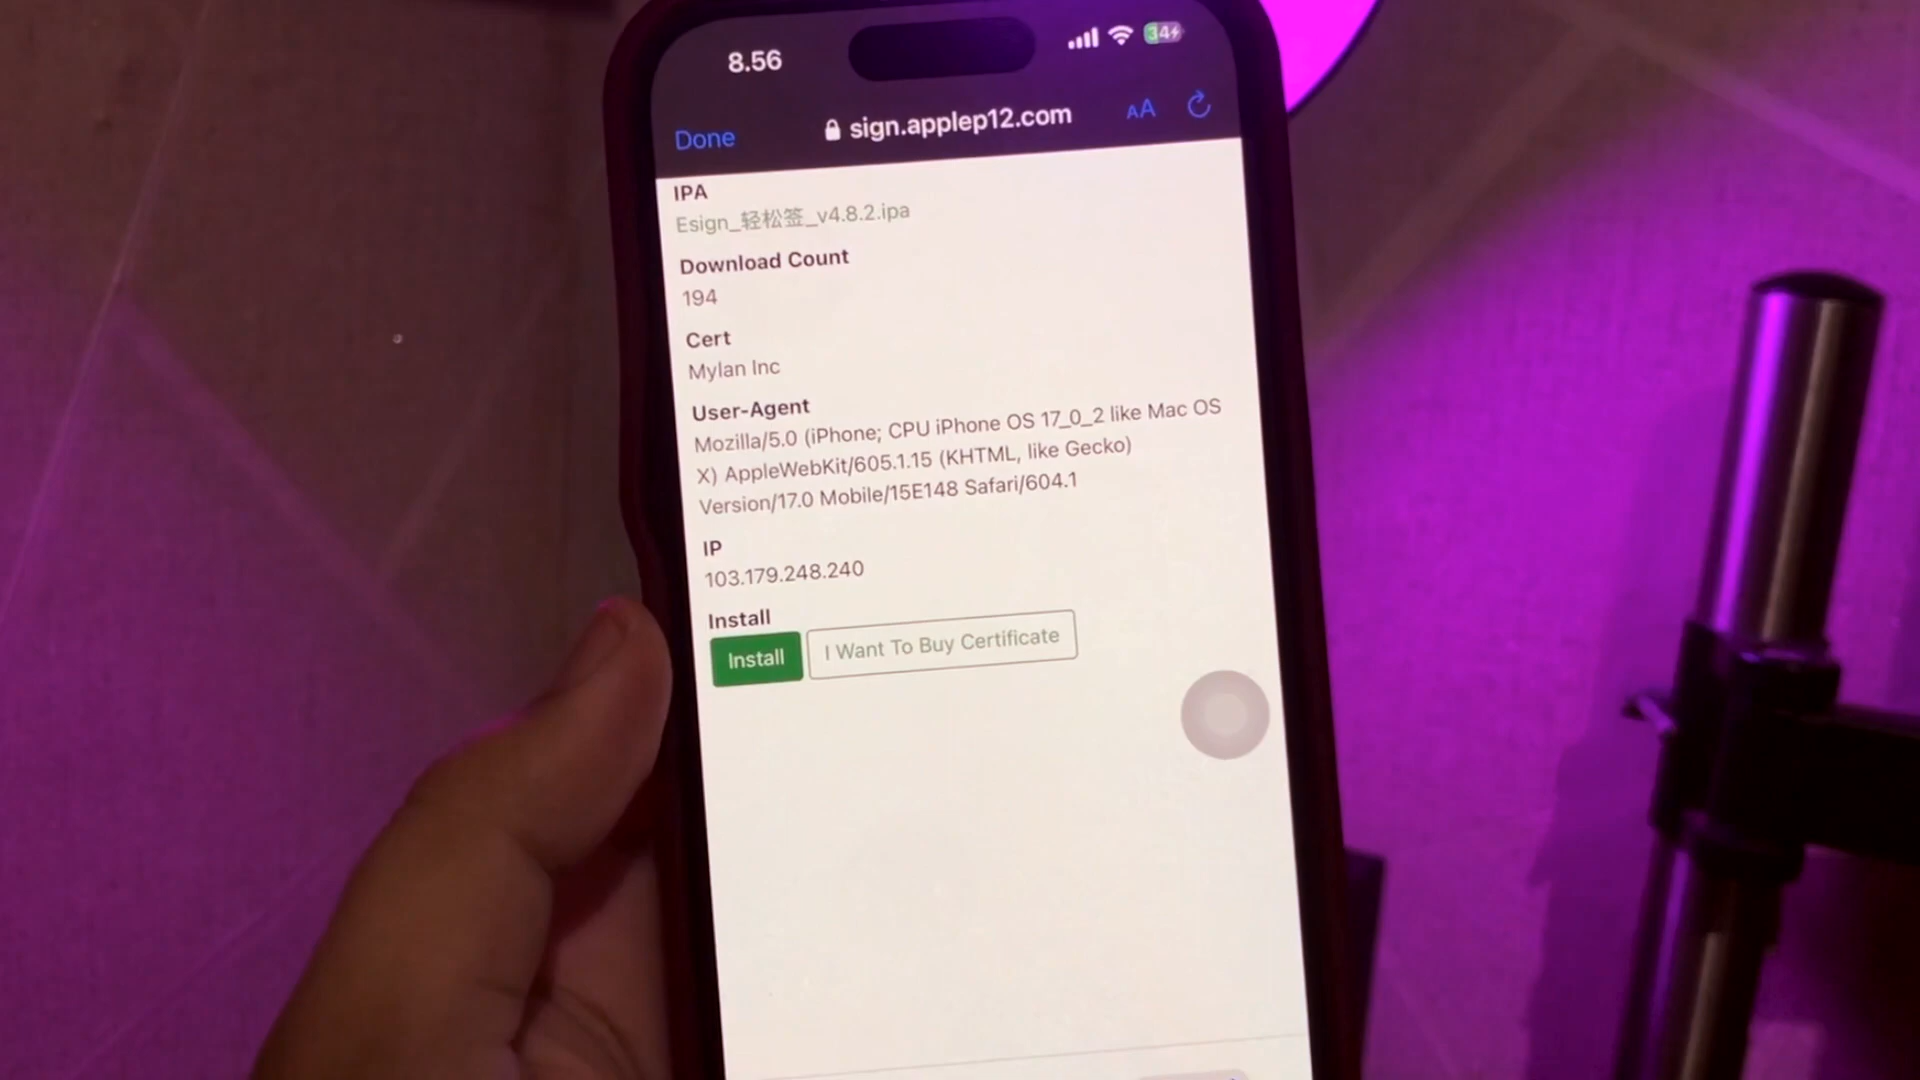 8.56
34
Done
sign.applep12.com
AA
IPA
Esign_轻松签_v4.8.2.ipa
Download Count
194
Cert
Mylan Inc
User-Agent
Mozilla/5.0 (iPhone; CPU iPhone OS 17_0_2 like Mac OS
X) AppleWebKit/605.1.15 (KHTML, like Gecko)
Version/17.0 Mobile/15E148 Safari/604.1
IP
103.179.248.240
Install
Install
I Want To Buy Certificate